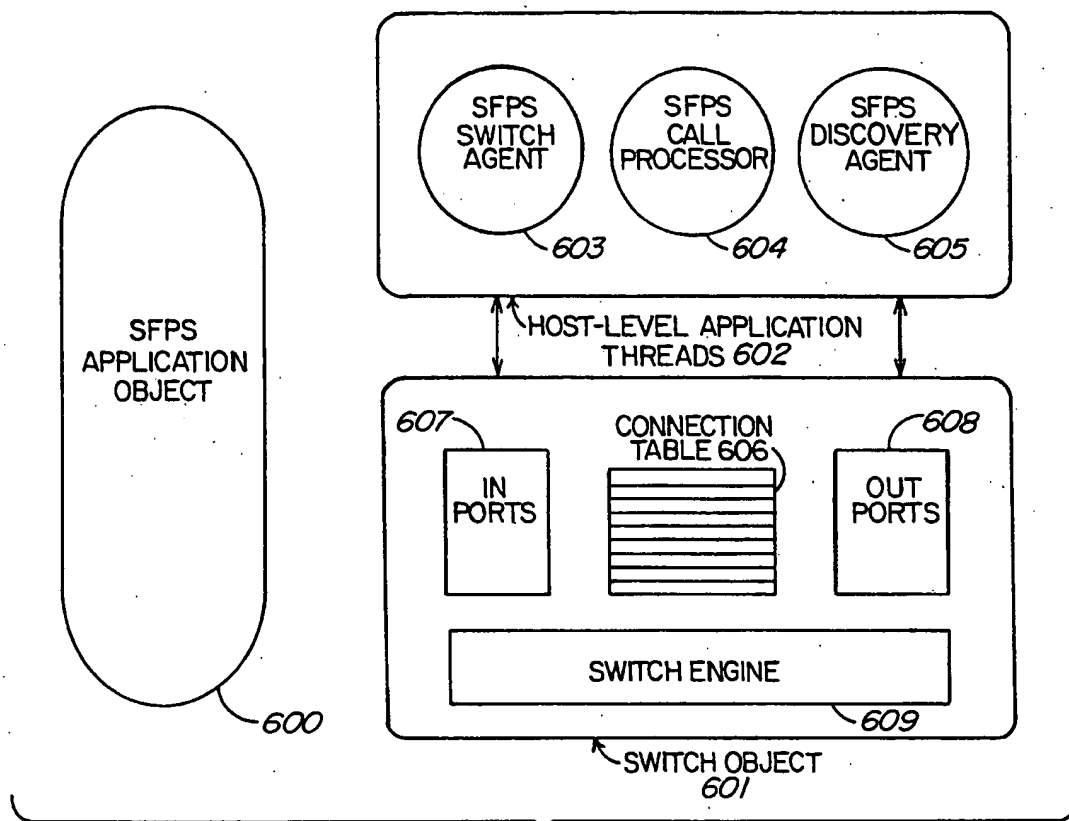 SFPS
SWITCH
AGENT
603
SFPS
CALL
PROCESSOR
604
SFPS
DISCOVERY
AGENT
605
SFPS
APPLICATION
OBJECT
600
HOST-LEVEL APPLICATION
THREADS 602
607
IN
PORTS
CONNECTION
TABLE 606
608
OUT
PORTS
SWITCH ENGINE
609
SWITCH OBJECT
601